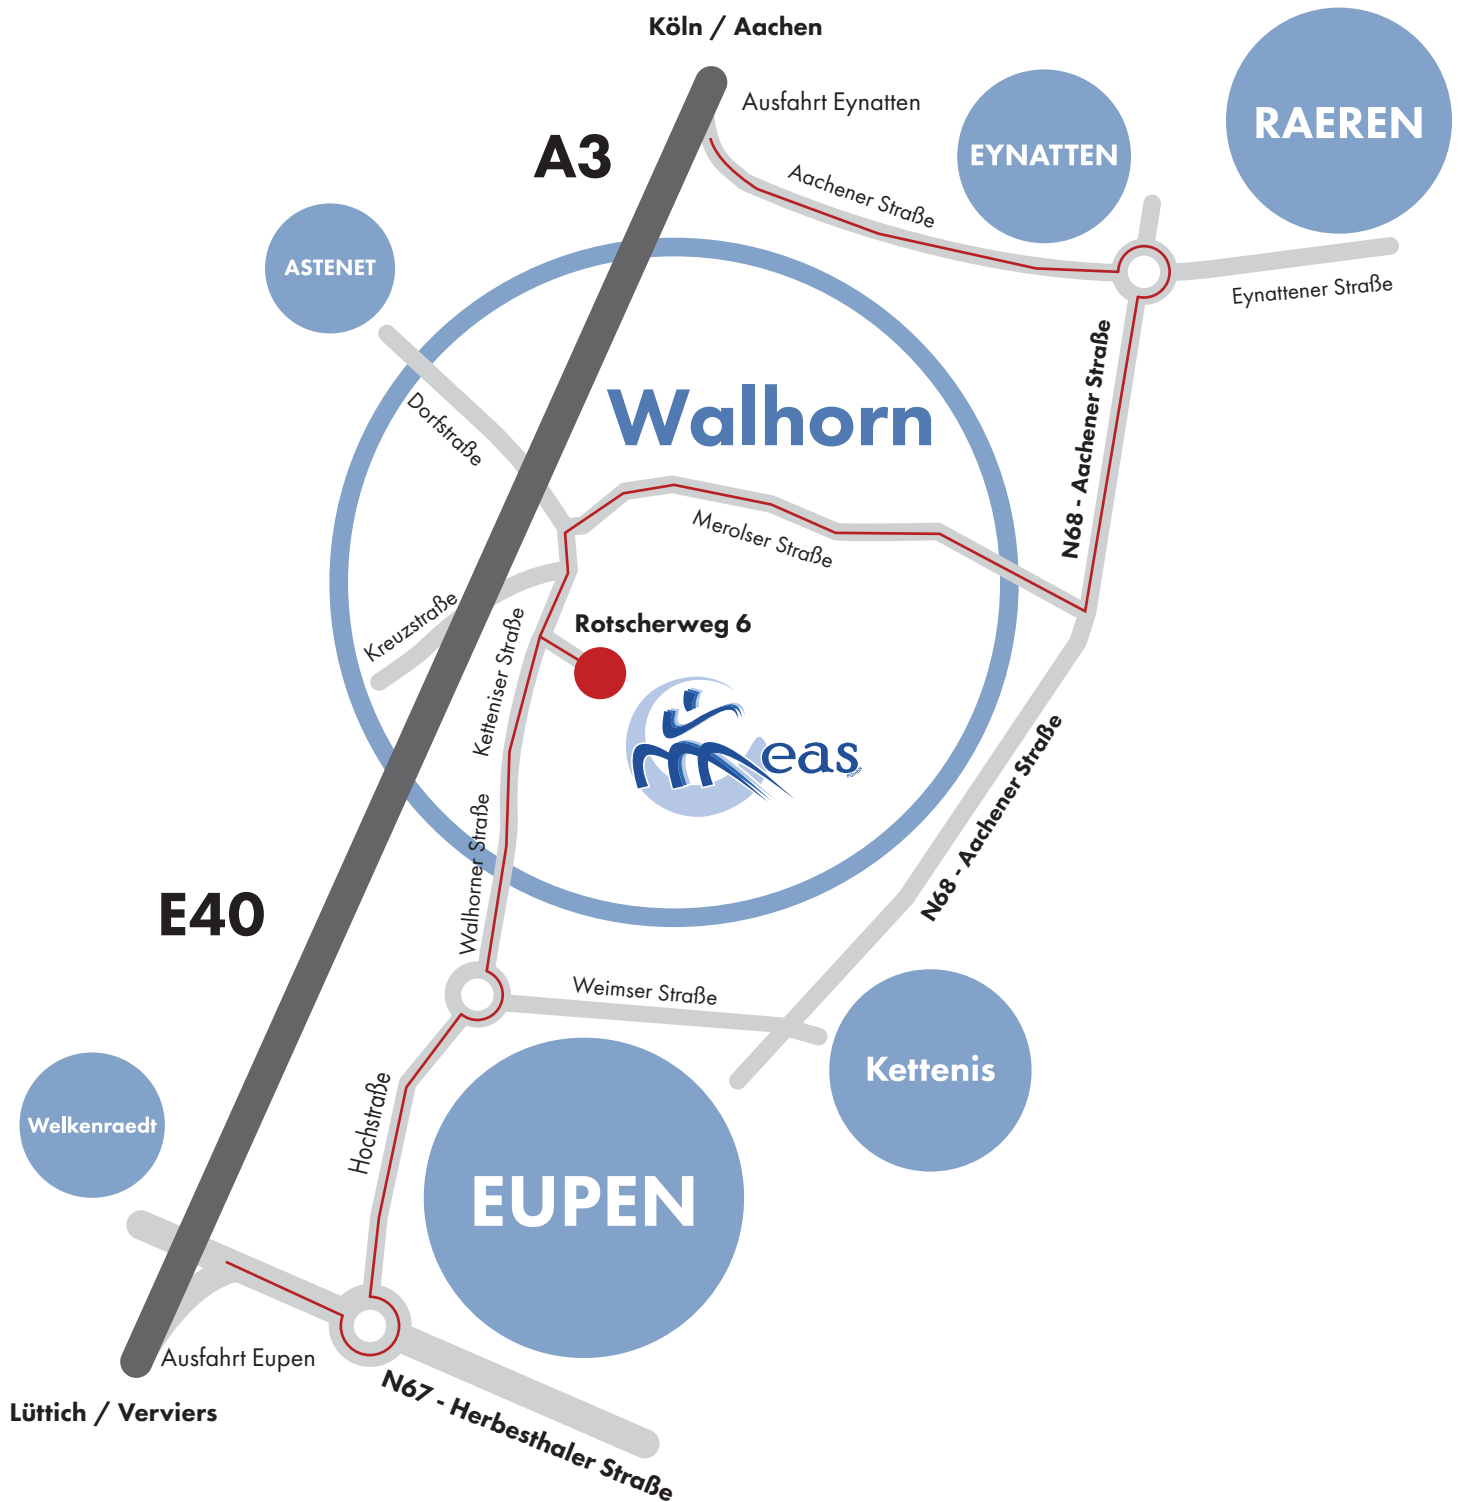 Köln / Aachen
Ausfahrt Eynatten
RAEREN
EYNATTEN
A3
Aachener Straße
ASTENET
Eynattener Straße
N68 - Aachener Straße
Walhorn
Dorfstraße
Merolser Straße
Kreuzstraße
Rotscherweg 6
Ketteniser Straße
eas
N68 - Aachener Straße
Walhorner Straße
E40
Weimser Straße
Kettenis
Hochstraße
Welkenraedt
EUPEN
Ausfahrt Eupen
N67 - Herbesthaler Straße
Lüttich / Verviers